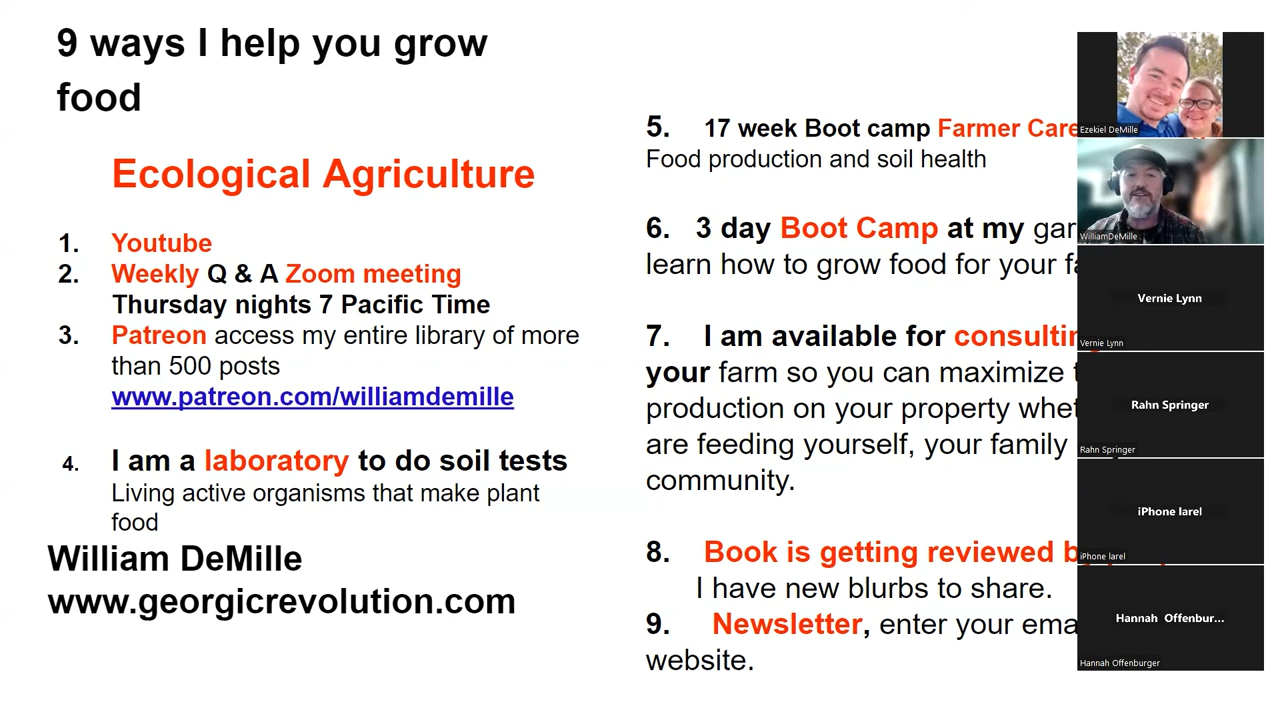 9 ways I help you grow
food
Ecological Agriculture
1. Youtube
2. Weekly Q & A Zoom meeting
Thursday nights 7 Pacific Time
3. Patreon access my entire library of more
than 500 posts
www.patreon.com/williamdemille
4. I am a laboratory to do soil tests
Living active organisms that make plant
food
William DeMille
www.georgicrevolution.com
5. 17 week Boot camp Farmer Care
Food production and soil health
6. 3 day Boot Camp at my gar
learn how to grow food for your fa
7. I am available for consultin
your farm so you can maximize t
production on your property whet
are feeding yourself, your family
community.
8. Book is getting reviewed b
I have new blurbs to share.
9. Newsletter, enter your ema
website.
Ezekiel DeMille
WilliamDeMille
Vernie Lynn
Vernie Lynn
Rahn Springer
Rahn Springer
iPhone Iarel
iPhone Iarel
Hannah Offenbur...
Hannah Offenburger